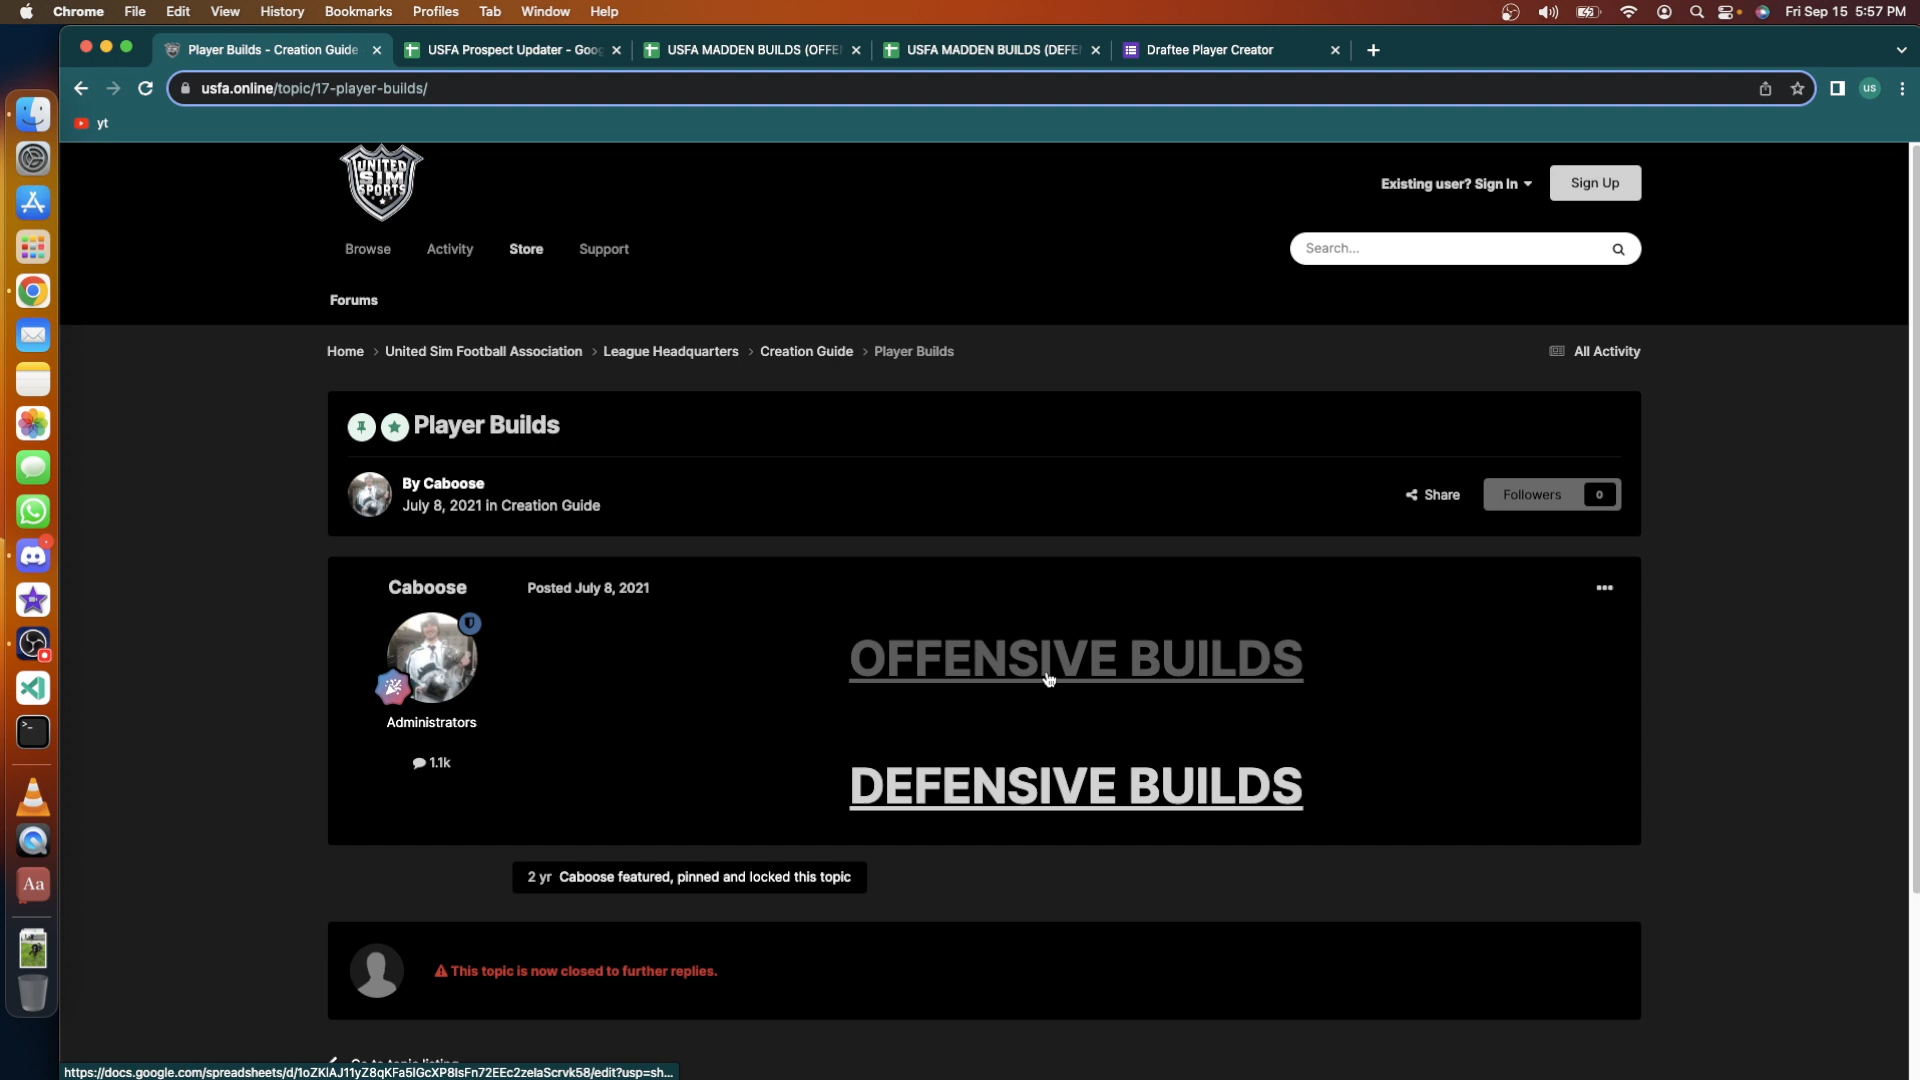 Chrome File Edit View History Bookmarks Profiles Tab Window Help Fri Sep 15 5:57 PM
Player Builds - Creation Guide USFA Prospect Updater - Goo USFA MADDEN BUILDS (OFFE USFA MADDEN BUILDS (DEFE Draftee Player Creator
usfa.online/topic/17-player-builds/ us
yt
UNITED SIM SPORTS
Existing user? Sign In Sign Up
Browse Activity Store Support Search...
Forums
Home > United Sim Football Association > League Headquarters > Creation Guide > Player Builds All Activity
Player Builds
By Caboose
July 8, 2021 in Creation Guide
Share Followers 0
Caboose Posted July 8, 2021
OFFENSIVE BUILDS
Administrators
1.1k
DEFENSIVE BUILDS
2 yr Caboose featured, pinned and locked this topic
This topic is now closed to further replies.
Aa
https://docs.google.com/spreadsheets/d/1oZKlAJ11yZ8qKFa5lGcXP8lsFn72EEc2zelaScrvk58/edit?usp=sh...